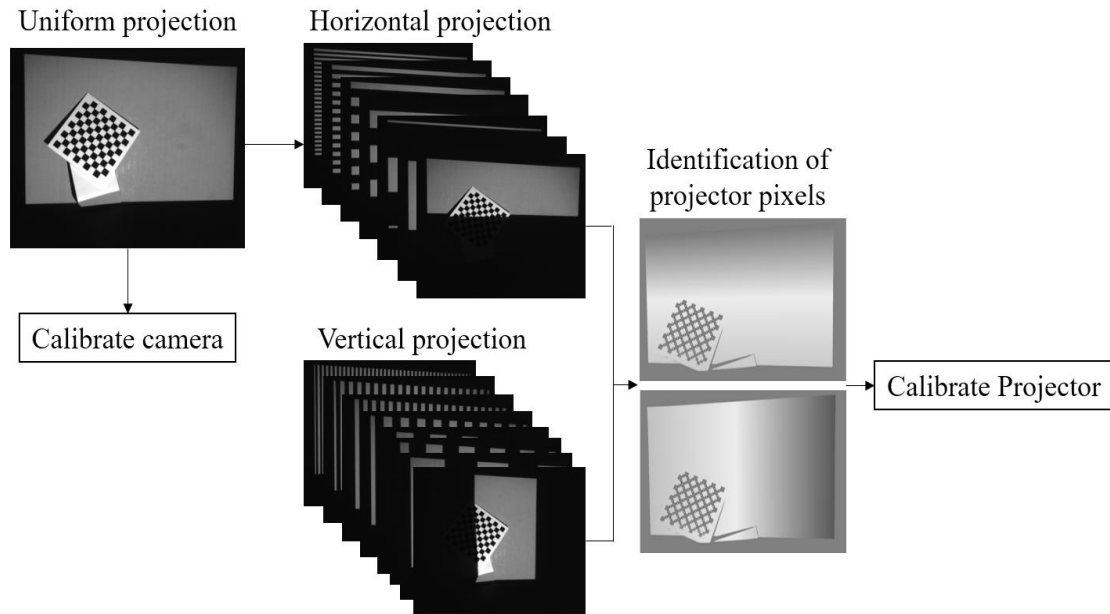 Uniform projection
Horizontal projection
Identification of
projector pixels
Calibrate camera
Vertical projection
Calibrate Projector